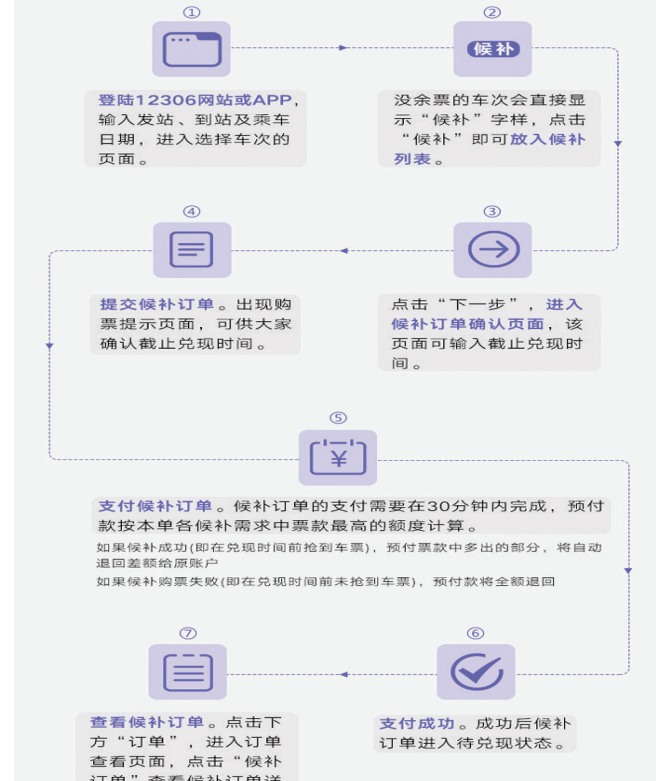 ①
登陆12306网站或APP，
输入发站、到站及乘车
日期，进入选择车次的
页面。
②
候补
没余票的车次会直接显
示“候补”字样，点击
“候补”即可放入候补
列表。
③
点击“下一步”，进入
候补订单确认页面，该
页面可输入截止兑现时
间。
④
提交候补订单。出现购
票提示页面，可供大家
确认截止兑现时间。
⑤
¥
支付候补订单。候补订单的支付需要在30分钟内完成，预付
款按本单各候补需求中票款最高的额度计算。
如果候补成功(即在兑现时间前抢到车票)，预付票款中多出的部分，将自动
退回差额给原账户
如果候补购票失败(即在兑现时间前未抢到车票)，预付款将全额退回
⑥
支付成功。成功后候补
订单进入待兑现状态。
⑦
查看候补订单。点击下
方“订单”，进入订单
查看页面，点击“候补
订单”查看候补订单详